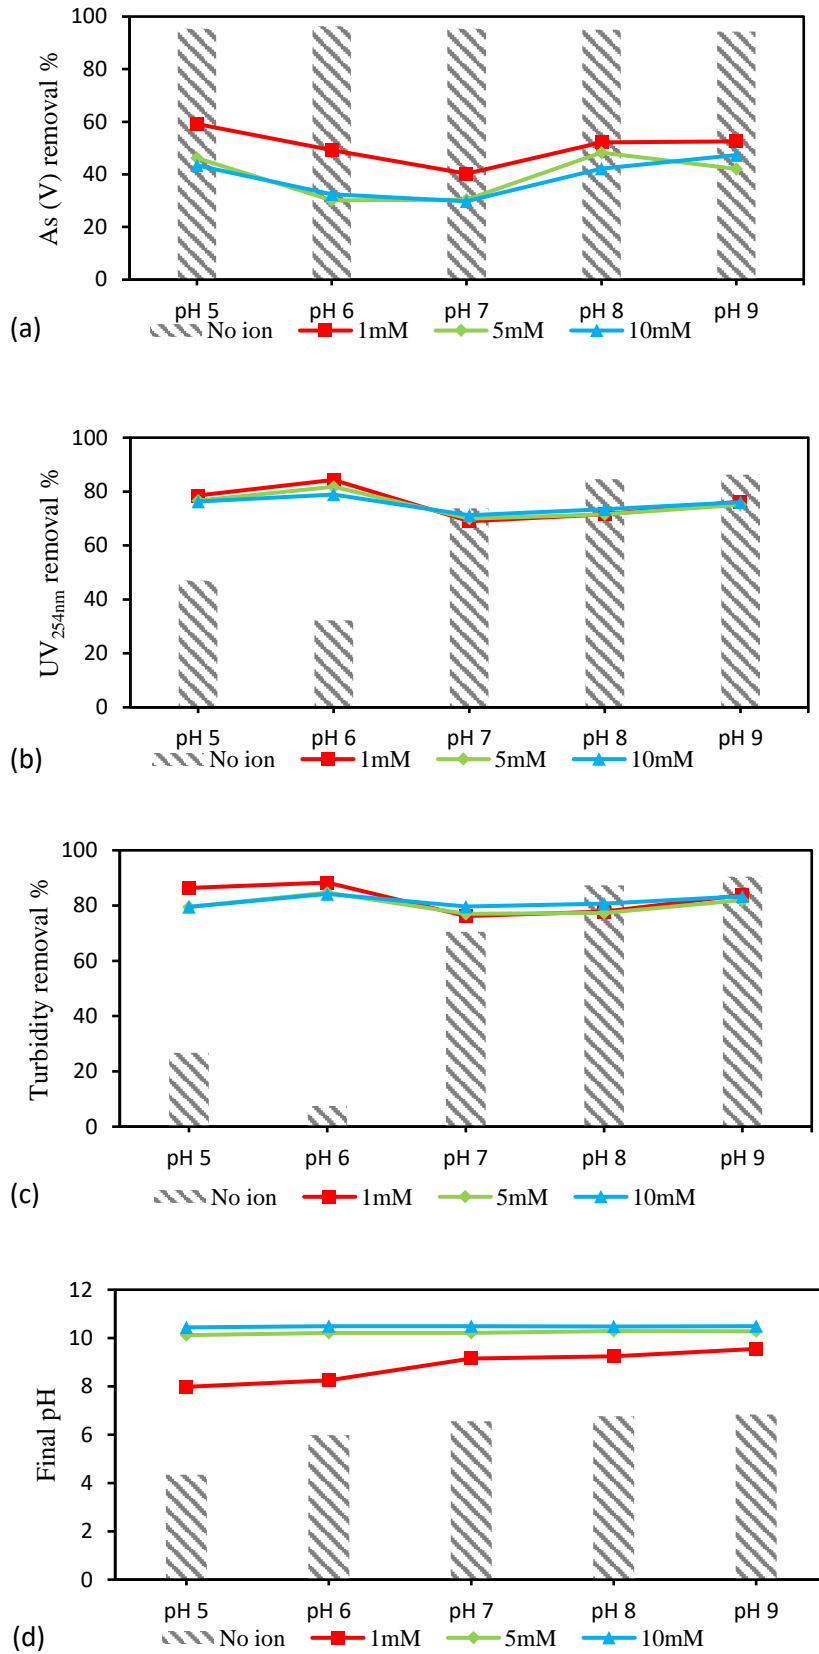 100
80
60
40
20
0
As (V) removal %
pH 5 pH 6 pH 7 pH 8 pH 9
(a)
No ion 1mM 5mM 10mM
100
80
60
40
20
0
UV254nm removal %
pH 5 pH 6 pH 7 pH 8 pH 9
(b)
No ion 1mM 5mM 10mM
100
80
60
40
20
0
Turbidity removal %
pH 5 pH 6 pH 7 pH 8 pH 9
(c)
No ion 1mM 5mM 10mM
12
10
8
6
4
2
0
Final pH
pH 5 pH 6 pH 7 pH 8 pH 9
(d)
No ion 1mM 5mM 10mM